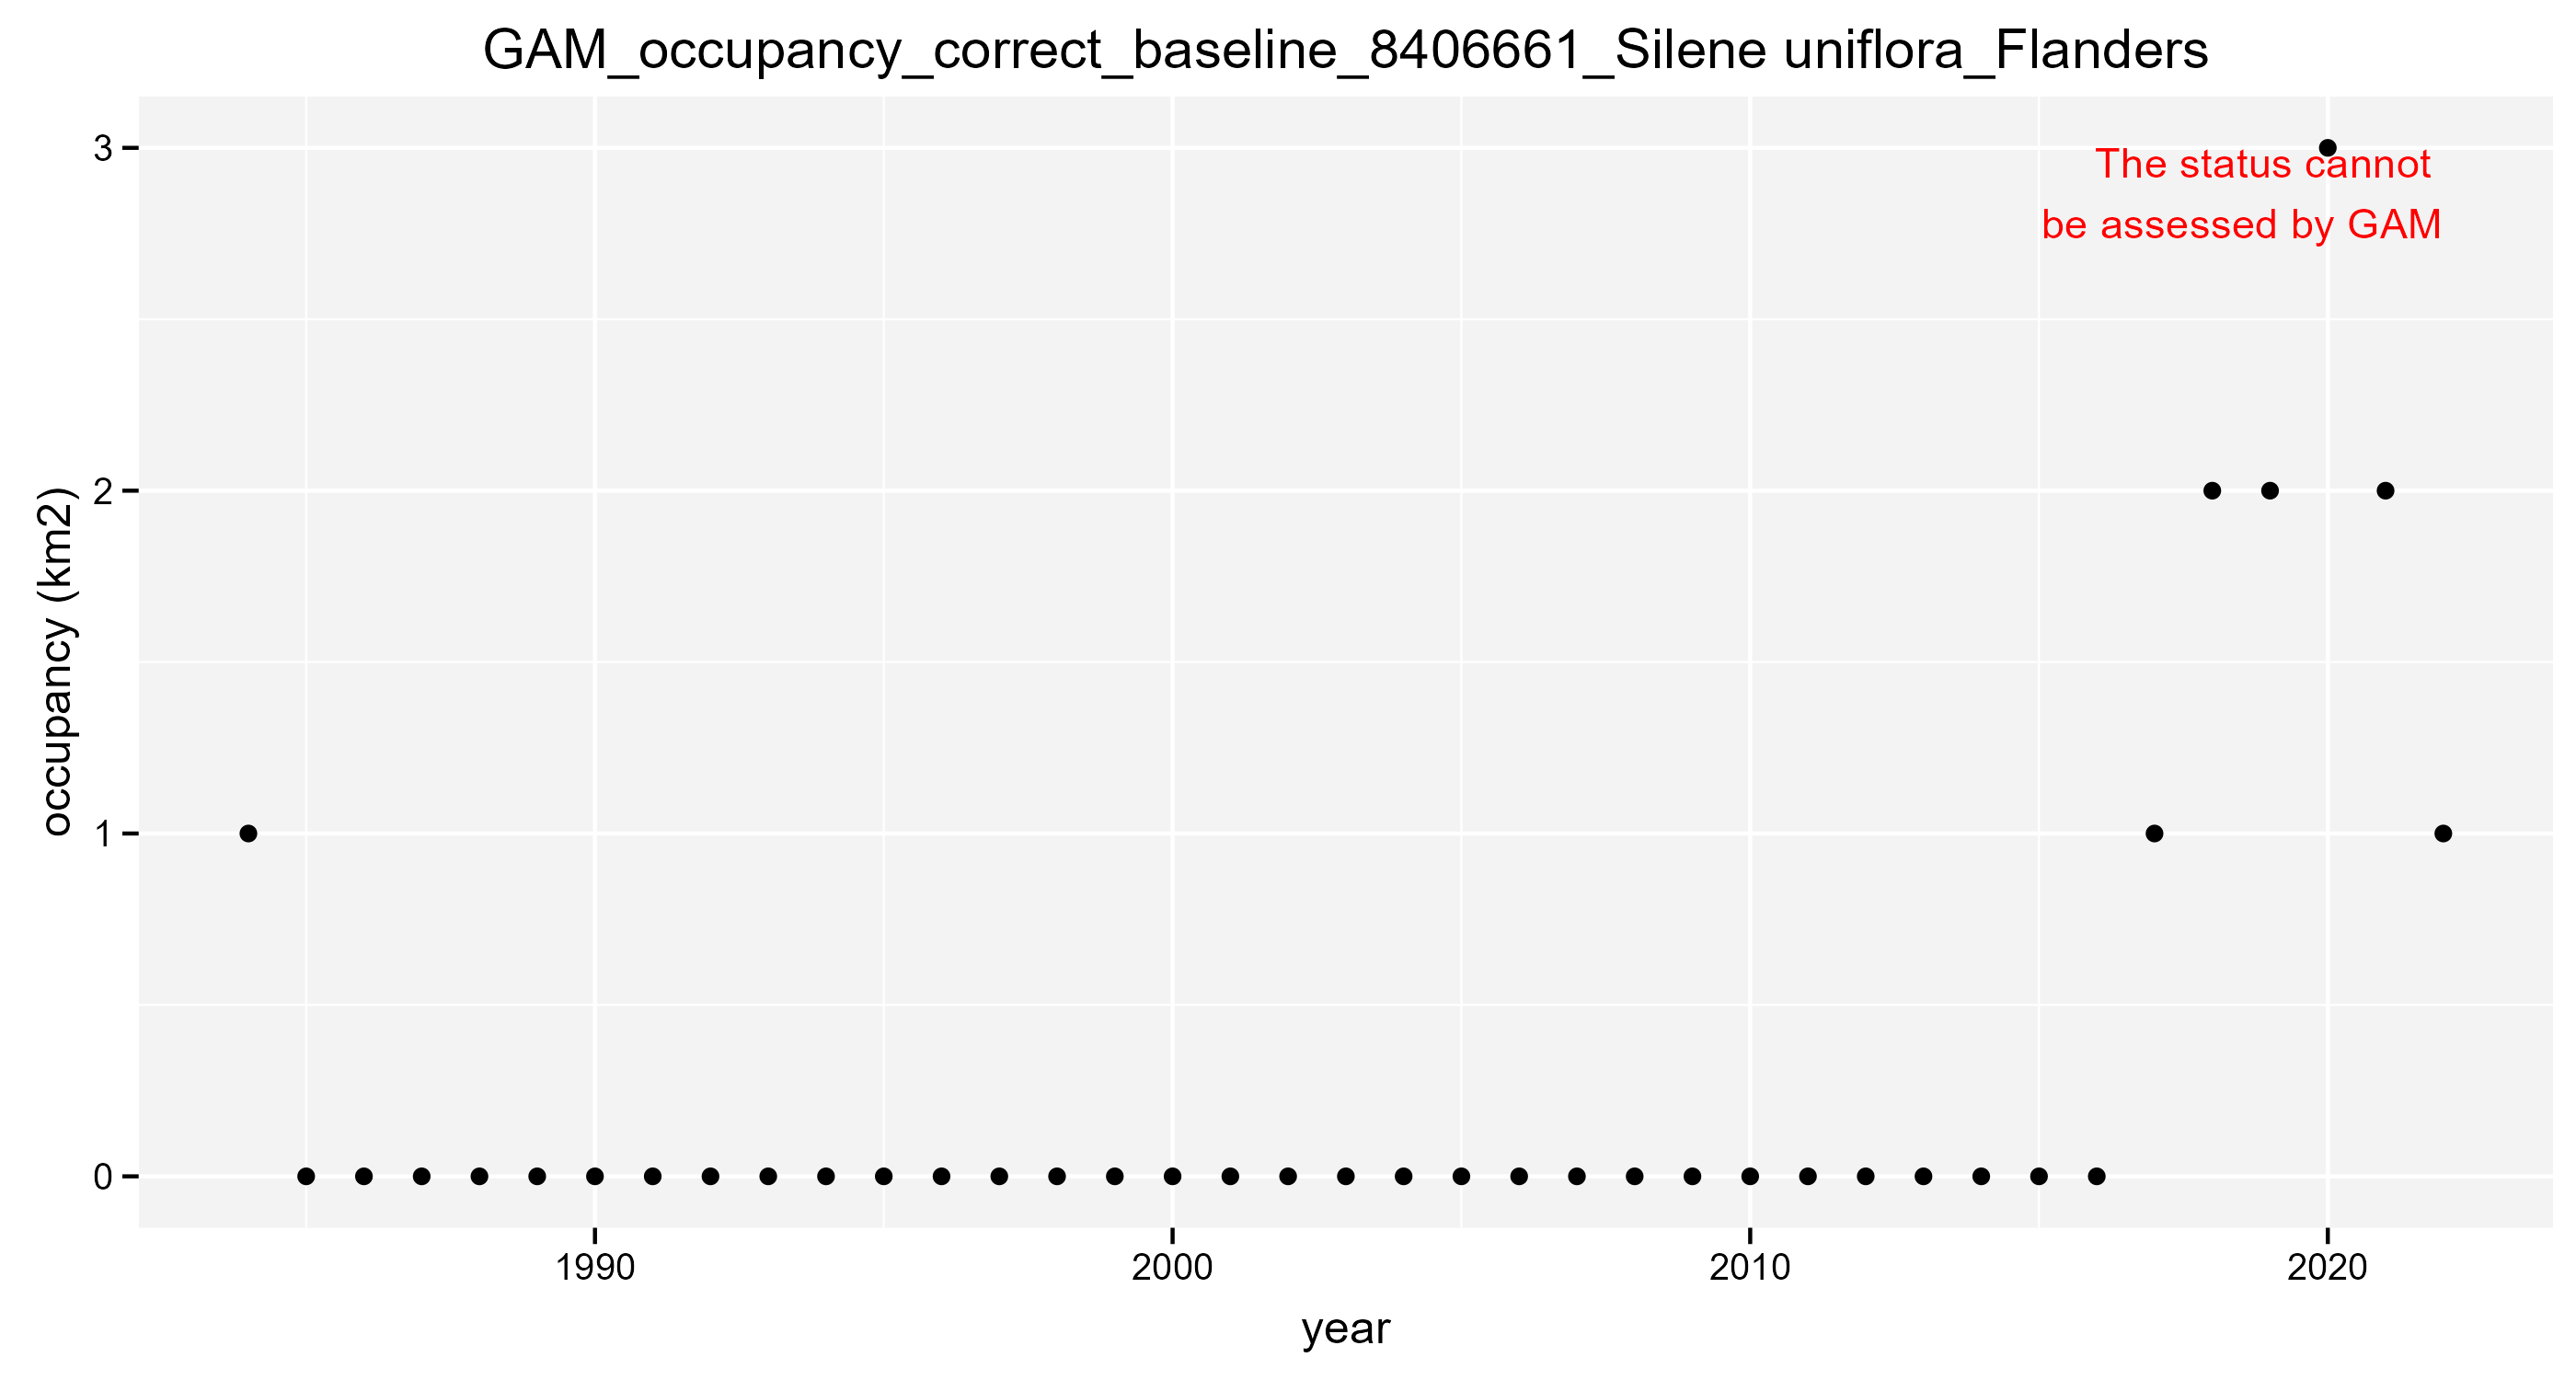 GAM_occupancy_correct_baseline_8406661_Silene uniflora_Flanders
3
The status cannot
be assessed by GAM
2
occupancy (km2)
1
0
1990
2000
2010
2020
year